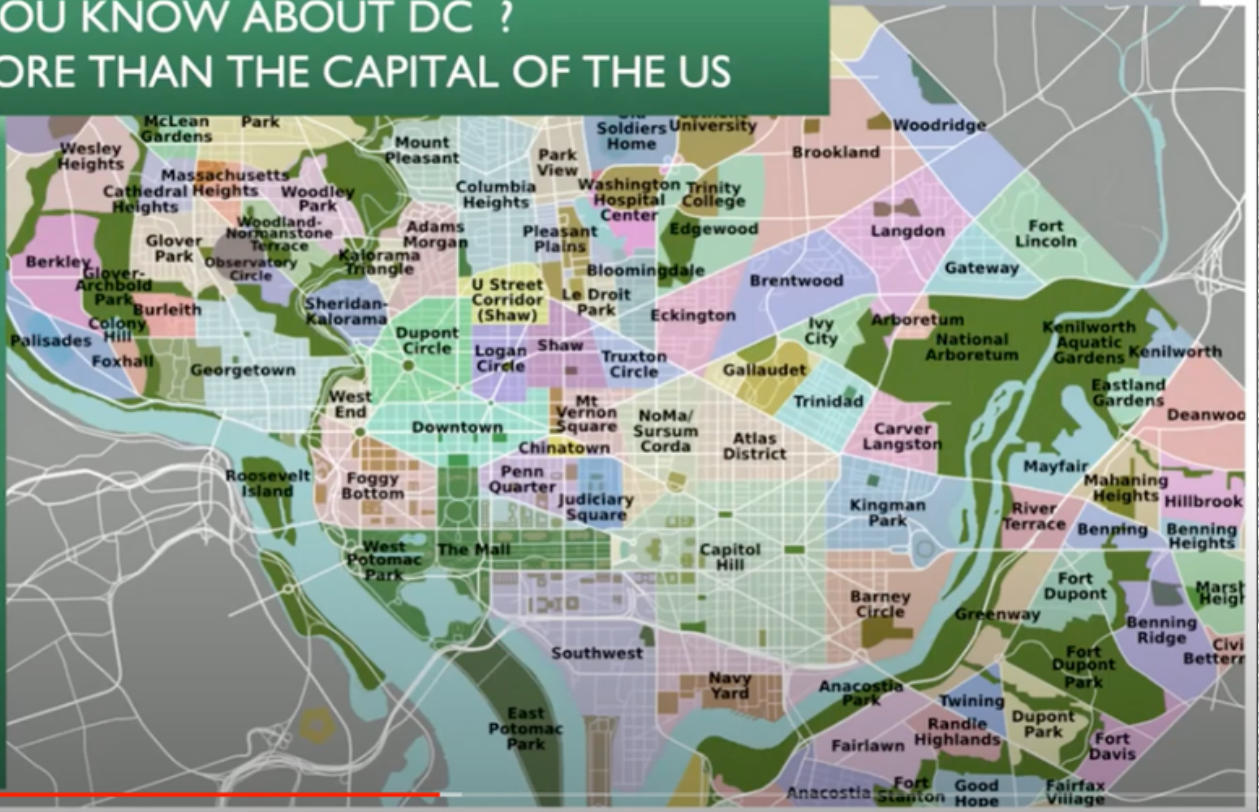 OU KNOW ABOUT DC ?
ORE THAN THE CAPITAL OF THE US
McLean
Gardens
Park
Wesley
Heights
Massachusetts
Heights
Cathedral
Heights
Woodley
Park
Woodland-
Normanstone
Terrace
Glover
Park
Observatory
Circle
Berkley
Glover-
Archbold
Park
Burleith
Colony
Hill
Palisades
Foxhall
Georgetown
Mount
Pleasant
Columbia
Heights
Park
View
Soldiers
Home
University
Washington
Hospital
Center
Trinity
College
Brookland
Woodridge
Adams
Morgan
Kalorama
Triangle
Sheridan-
Kalorama
Pleasant
Plains
Edgewood
Langdon
Fort
Lincoln
Gateway
Bloomingdale
Brentwood
U Street
Corridor
(Shaw)
Le Droit
Park
Eckington
Dupont
Circle
Logan
Circle
Shaw
Truxton
Circle
Ivy
City
Arboretum
National
Arboretum
Kenilworth
Aquatic
Gardens
Kenilworth
Gallaudet
Trinidad
Eastland
Gardens
Deanwoo
West
End
Downtown
Mt
Vernon
Square
NoMa/
Sursum
Corda
Atlas
District
Carver
Langston
Chinatown
Roosevelt
Island
Foggy
Bottom
Penn
Quarter
Judiciary
Square
Kingman
Park
Mayfair
Mahaning
Heights
Hillbrook
River
Terrace
Benning
Benning
Heights
West
Potomac
Park
The Mall
Capitol
Hill
Barney
Circle
Greenway
Fort
Dupont
Marsh
Heigh
Benning
Ridge
Civi
Bettern
Southwest
Navy
Yard
Fort
Dupont
Park
Anacostia
Park
Twining
East
Potomac
Park
Randle
Highlands
Dupont
Park
Fairlawn
Fort
Davis
Anacostia
Fort
Stanton
Good
Hope
Fairfax
Village